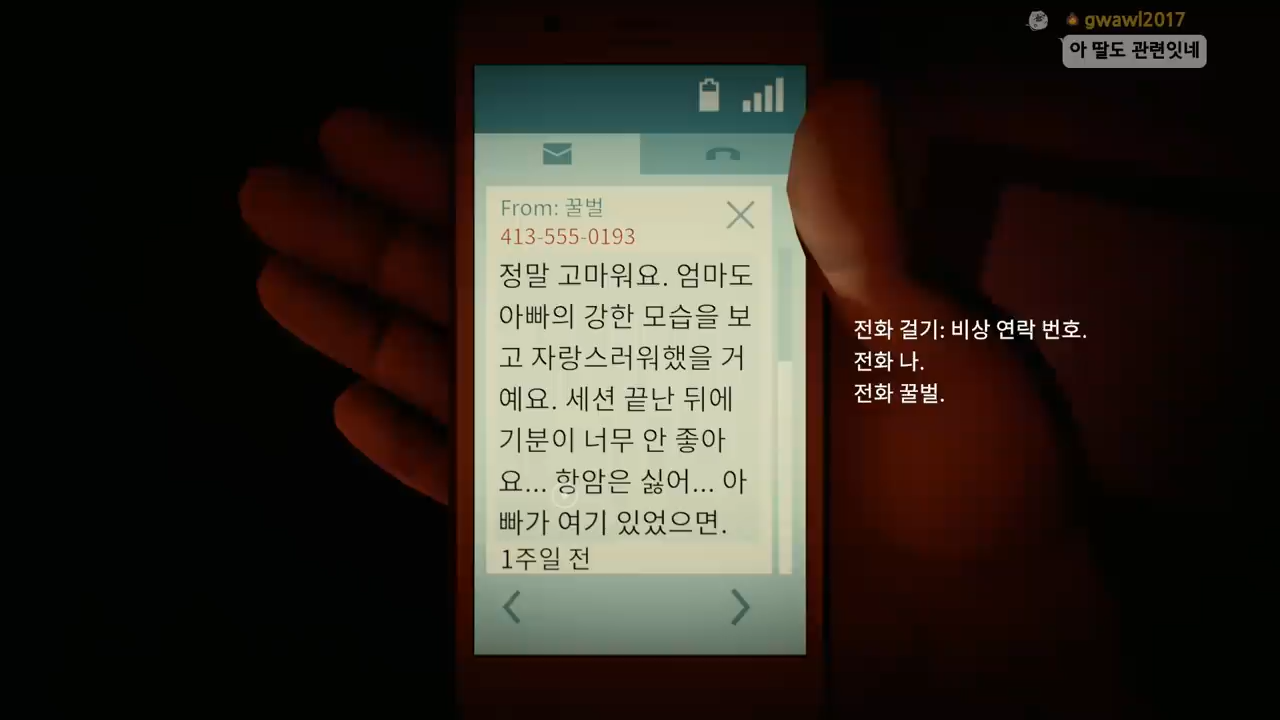 gwawl2017
아 딸도 관련잇네
From: 꿀벌
413-555-0193
정말 고마워요. 엄마도
아빠의 강한 모습을 보
고 자랑스러워했을 거
예요. 세션 끝난 뒤에
기분이 너무 안 좋아
요... 항암은 싫어... 아
빠가 여기 있었으면.
1주일 전
전화 걸기: 비상 연락 번호.
전화 나.
전화 꿀벌.